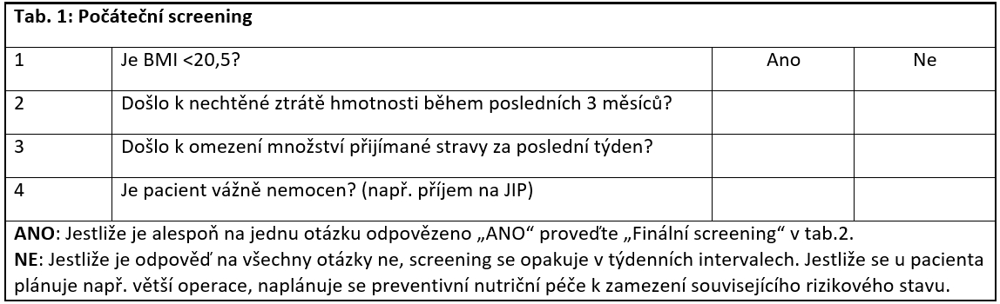 Tab. 1: Počáteční screening
1 Je BMI <20,5? Ano Ne
2 Došlo k nechtěné ztrátě hmotnosti během posledních 3 měsíců?
3 Došlo k omezení množství přijímané stravy za poslední týden?
4 Je pacient vážně nemocen? (např. příjem na JIP)
ANO: Jestliže je alespoň na jednu otázku odpovězeno „ANO“ proveďte „Finální screening“ v tab.2.
NE: Jestliže je odpověď na všechny otázky ne, screening se opakuje v týdenních intervalech. Jestliže se u pacienta
plánuje např. větší operace, naplánuje se preventivní nutriční péče k zamezení souvisejícího rizikového stavu.